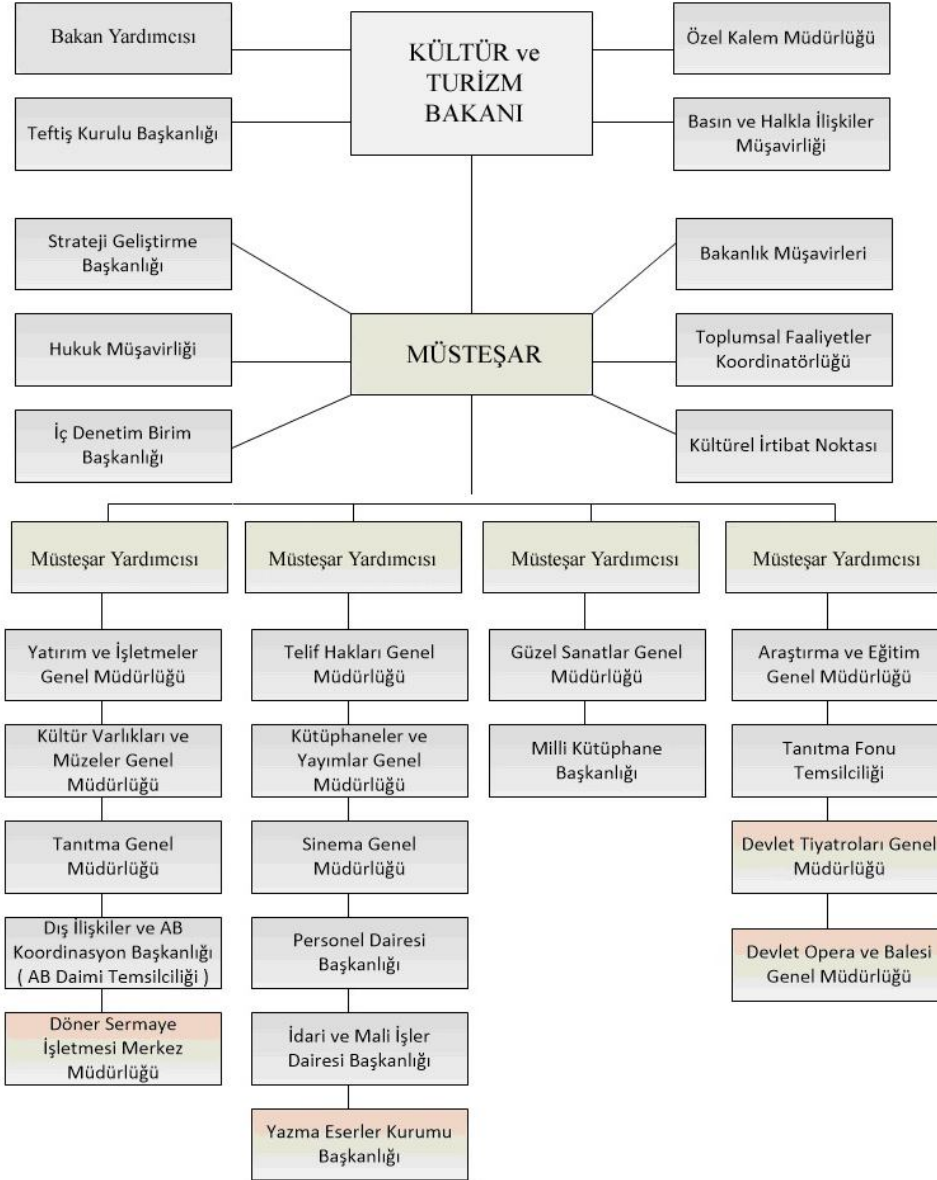 Bakan Yardımcısı
KÜLTÜR ve
TURİZM
BAKANI
Özel Kalem Müdürlüğü
Teftiş Kurulu Başkanlığı
Basın ve Halkla İlişkiler
Müşavirliği
Strateji Geliştirme
Başkanlığı
Bakanlık Müşavirleri
Hukuk Müşavirliği
MÜSTEŞAR
Toplumsal Faaliyetler
Koordinatörlüğü
İç Denetim Birim
Başkanlığı
Kültürel İrtibat Noktası
Müsteşar Yardımcısı
Müsteşar Yardımcısı
Müsteşar Yardımcısı
Müsteşar Yardımcısı
Yatırım ve İşletmeler
Genel Müdürlüğü
Telif Hakları Genel
Müdürlüğü
Güzel Sanatlar Genel
Müdürlüğü
Araştırma ve Eğitim
Genel Müdürlüğü
Kültür Varlıkları ve
Müzeler Genel
Müdürlüğü
Kütüphaneler ve
Yayımlar Genel
Müdürlüğü
Milli Kütüphane
Başkanlığı
Tanıtma Fonu
Temsilciliği
Tanıtma Genel
Müdürlüğü
Sinema Genel
Müdürlüğü
Devlet Tiyatroları Genel
Müdürlüğü
Dış İlişkiler ve AB
Koordinasyon Başkanlığı
( AB Daimi Temsilciliği )
Personel Dairesi
Başkanlığı
Devlet Opera ve Balesi
Genel Müdürlüğü
Döner Sermaye
İşletmesi Merkez
Müdürlüğü
İdari ve Mali İşler
Dairesi Başkanlığı
Yazma Eserler Kurumu
Başkanlığı